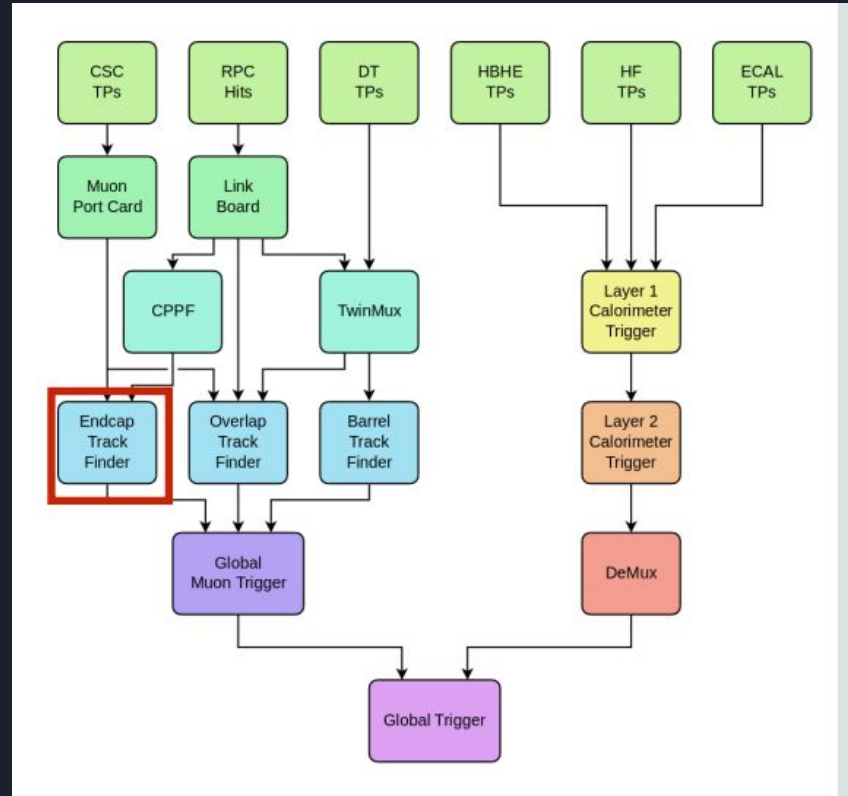 CSC
TPs
RPC
Hits
DT
TPs
HBHE
TPs
HF
TPs
ECAL
TPs
Muon
Port Card
Link
Board
CPPF
TwinMux
Layer 1
Calorimeter
Trigger
Endcap
Track
Finder
Overlap
Track
Finder
Barrel
Track
Finder
Layer 2
Calorimeter
Trigger
Global
Muon Trigger
DeMux
Global Trigger